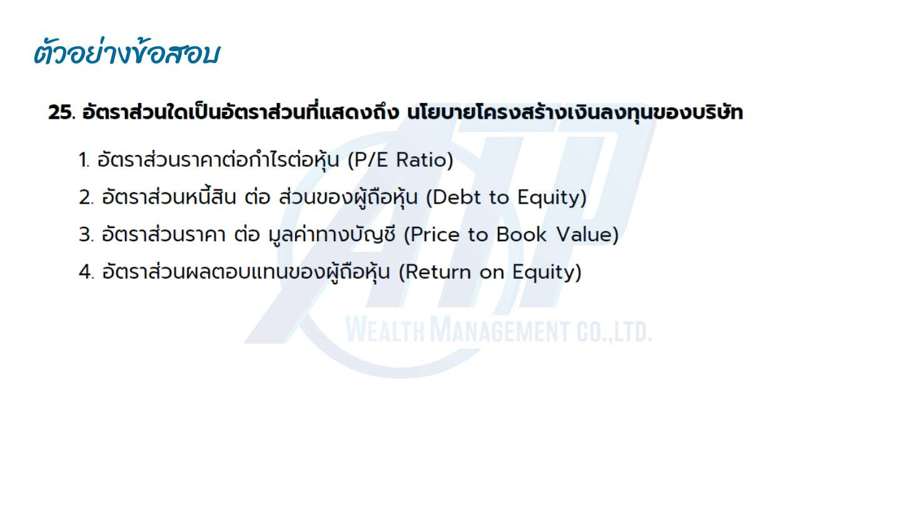 ตัวอย่างข้อสอบ
25. อัตราส่วนใดเป็นอัตราส่วนที่แสดงถึง นโยบายโครงสร้างเงินลงทุนของบริษัท
1. อัตราส่วนราคาต่อกำไรต่อหุ้น (P/E Ratio)
2. อัตราส่วนหนี้สิน ต่อ ส่วนของผู้ถือหุ้น (Debt to Equity)
3. อัตราส่วนราคา ต่อ มูลค่าทางบัญชี (Price to Book Value)
4. อัตราส่วนผลตอบแทนของผู้ถือหุ้น (Return on Equity)
ATP
WEALTH MANAGEMENT CO.,LTD.